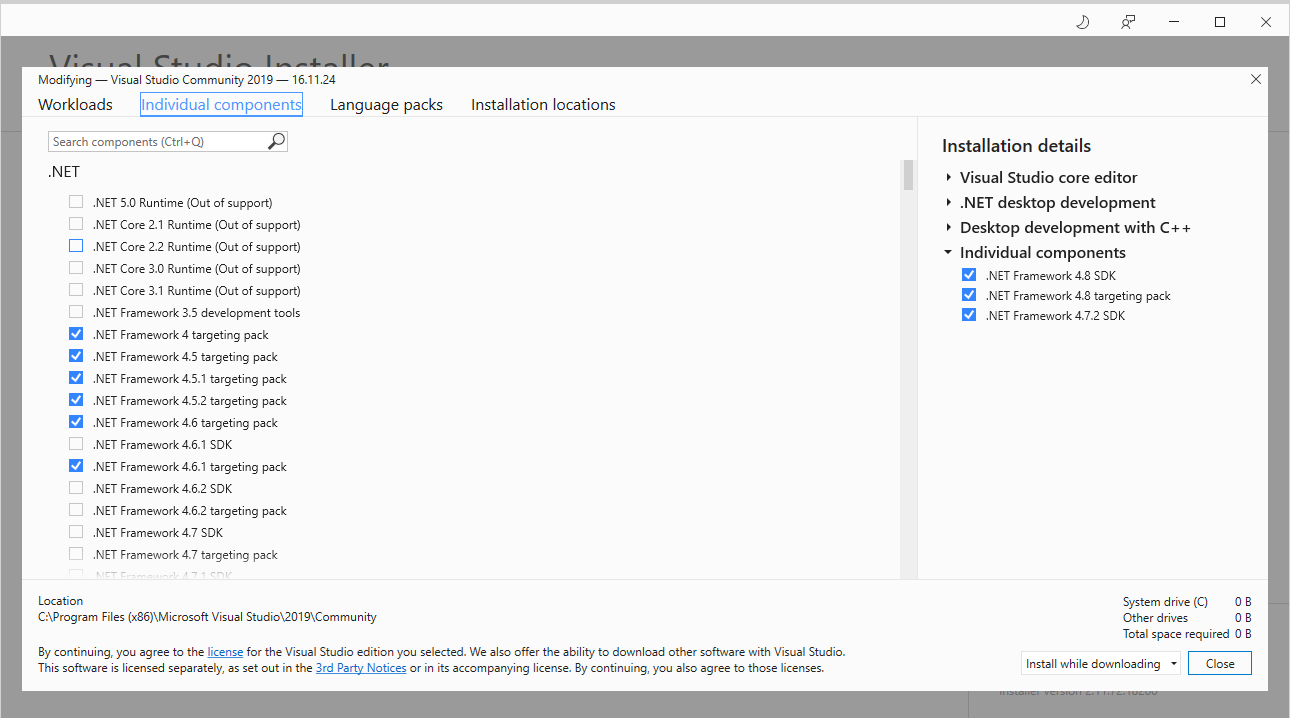 Visual Studio Installer
Modifying — Visual Studio Community 2019 — 16.11.24
Workloads Individual components Language packs Installation locations
Search components (Ctrl+Q)
.NET
.NET 5.0 Runtime (Out of support)
.NET Core 2.1 Runtime (Out of support)
.NET Core 2.2 Runtime (Out of support)
.NET Core 3.0 Runtime (Out of support)
.NET Core 3.1 Runtime (Out of support)
.NET Framework 3.5 development tools
.NET Framework 4 targeting pack
.NET Framework 4.5 targeting pack
.NET Framework 4.5.1 targeting pack
.NET Framework 4.5.2 targeting pack
.NET Framework 4.6 targeting pack
.NET Framework 4.6.1 SDK
.NET Framework 4.6.1 targeting pack
.NET Framework 4.6.2 SDK
.NET Framework 4.6.2 targeting pack
.NET Framework 4.7 SDK
.NET Framework 4.7 targeting pack
.NET Framework 4.7.1 SDK
Installation details
Visual Studio core editor
.NET desktop development
Desktop development with C++
Individual components
.NET Framework 4.8 SDK
.NET Framework 4.8 targeting pack
.NET Framework 4.7.2 SDK
Location
C:\Program Files (x86)\Microsoft Visual Studio\2019\Community
By continuing, you agree to the license for the Visual Studio edition you selected. We also offer the ability to download other software with Visual Studio.
This software is licensed separately, as set out in the 3rd Party Notices or in its accompanying license. By continuing, you also agree to those licenses.
System drive (C) 0 B
Other drives 0 B
Total space required 0 B
Install while downloading
Close
Installer version